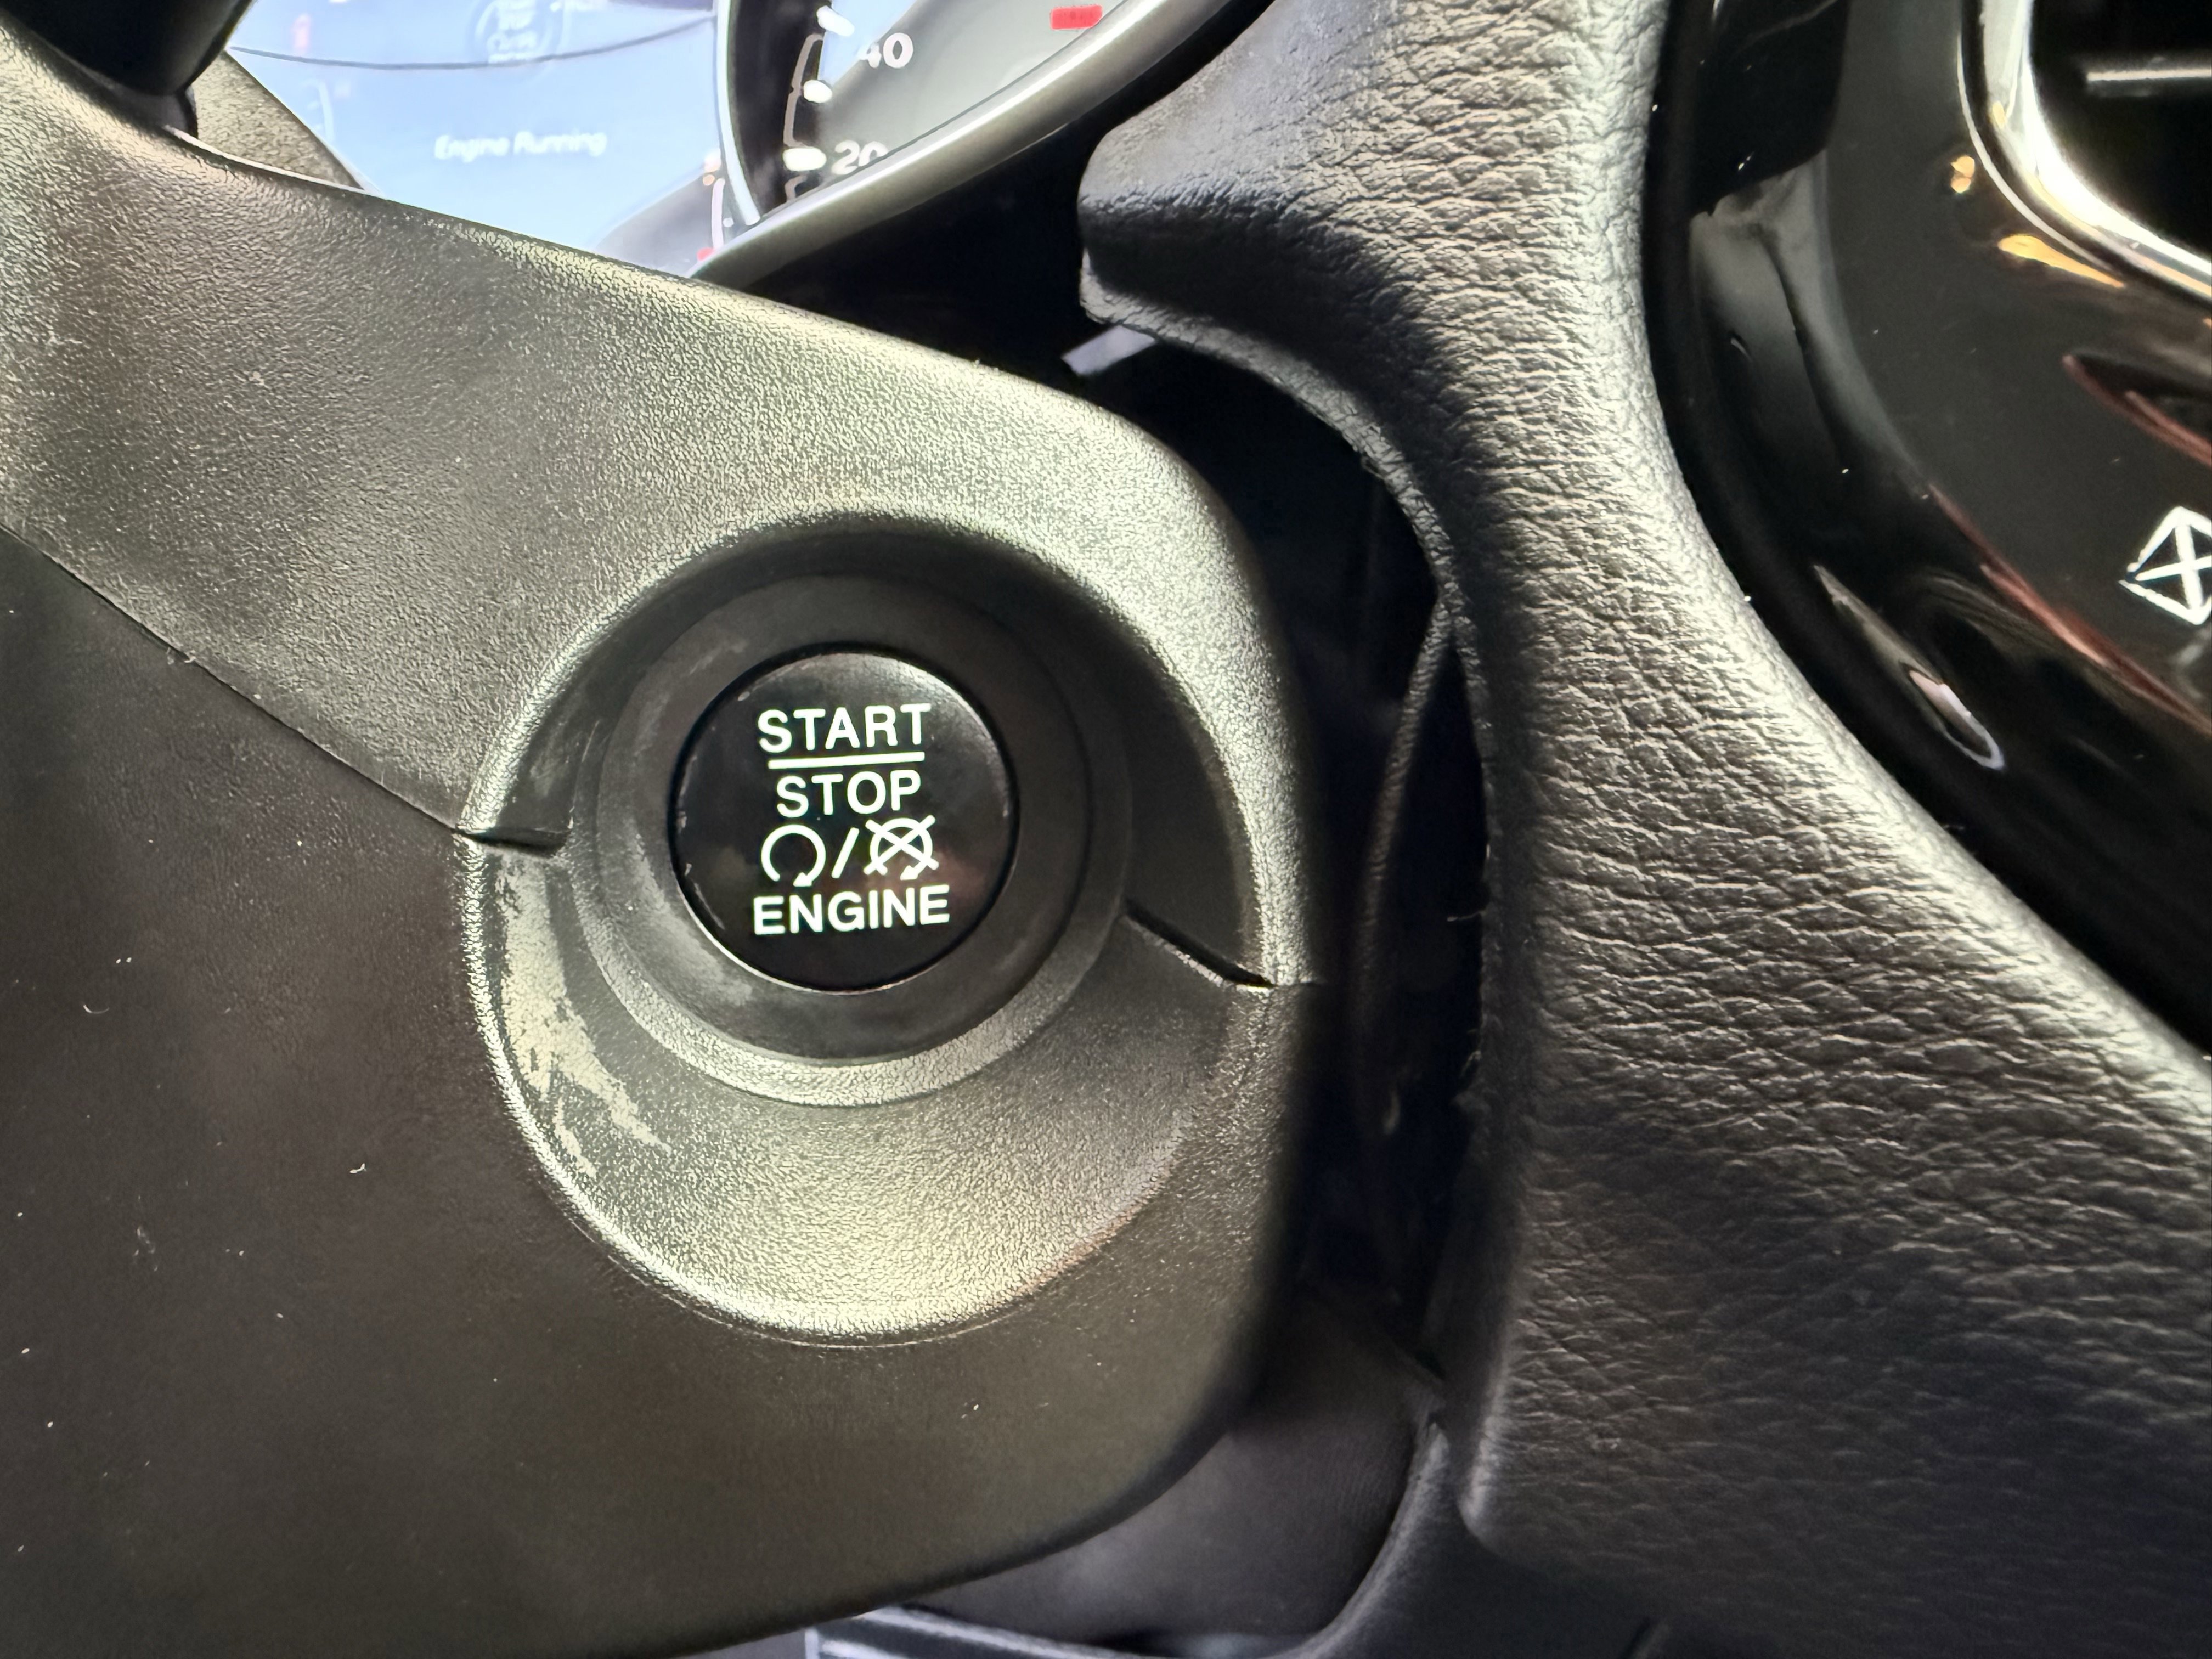 40
Engine Running
20
START
STOP
/
ENGINE